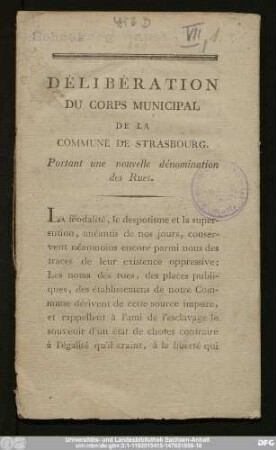 VII, 1.
DÉLIBÉRATION
DU CORPS MUNICIPAL
DE LA
COMMUNE DE STRASBOURG.
Portant une nouvelle dénomination
des Rues.
LA féodalité, le despotisme et la super-
stition, anéantis de nos jours, conser-
vent néanmoins encore parmi nous des
traces de leur existence oppressive;
Les noms des rues, des places publi-
ques, des établissemens de notre Com-
mune dérivent de cette source impure,
et rappellent à l'ami de l'esclavage le
souvenir d'un état de choses contraire
à l'égalité qu'il craint, à la liberté qui
Universitäts- und Landesbibliothek Sachsen-Anhalt
DFG